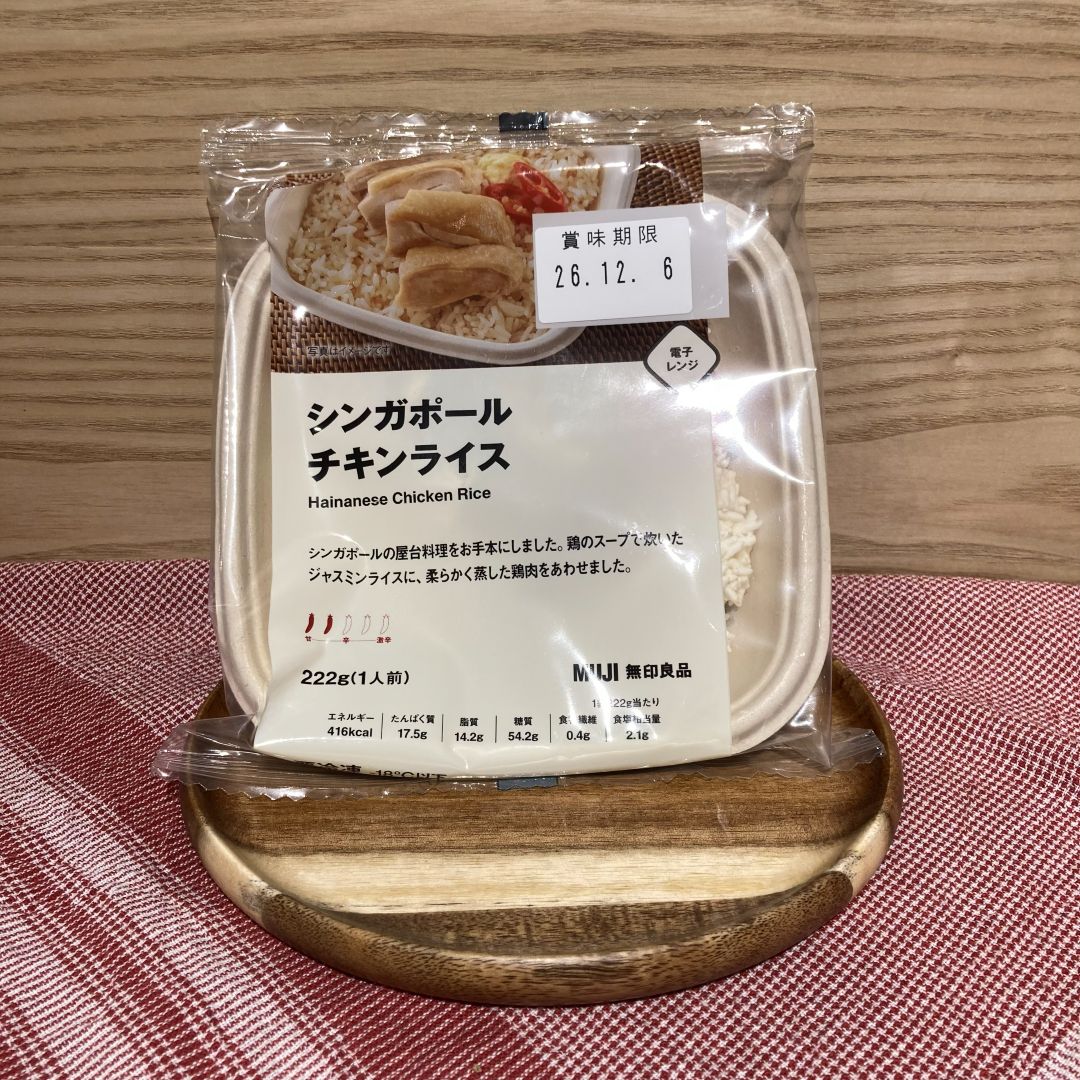 賞味期限
26.12. 6
写真はイメージです
電子
レンジ
シンガポール
チキンライス
Hainanese Chicken Rice
シンガポールの屋台料理をお手本にしました。鶏のスープで炊いた
ジャスミンライスに、柔らかく蒸した鶏肉をあわせました。
甘 辛 激辛
222g(1人前)
MUJI 無印良品
222g当たり
エネルギー たんぱく質 脂質 糖質 食物繊維 食塩相当量
416kcal 17.5g 14.2g 54.2g 0.4g 2.1g
冷凍 -18℃以下